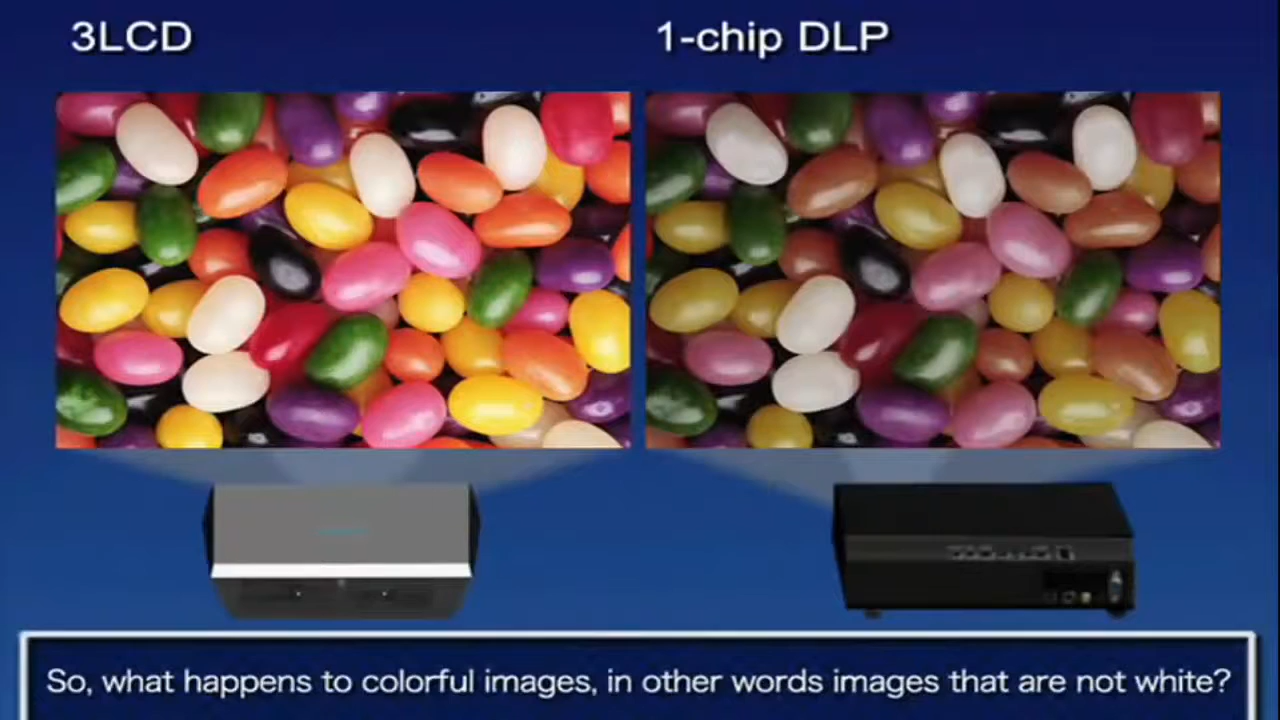 3LCD
1-chip DLP
So, what happens to colorful images, in other words images that are not white?